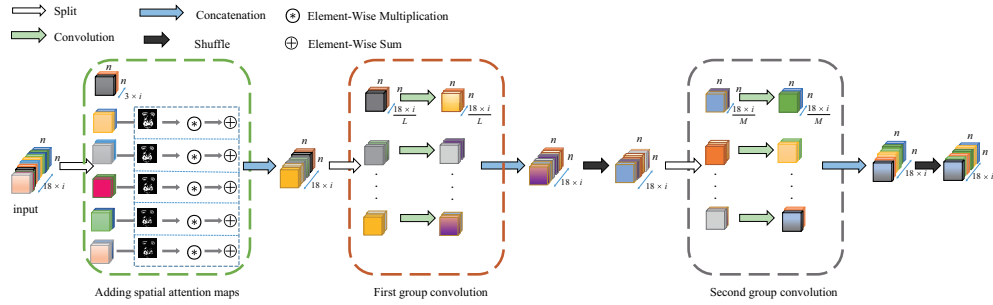 Split
Concatenation
Element-Wise Multiplication
Convolution
Shuffle
Element-Wise Sum
n
n
3 × i
n
n
18 × i
input
n
n
18 × i
n
n
18 × i
L
n
n
18 × i
L
n
n
18 × i
n
n
18 × i
n
n
18 × i
M
n
n
18 × i
M
n
n
18 × i
n
n
18 × i
Adding spatial attention maps
First group convolution
Second group convolution